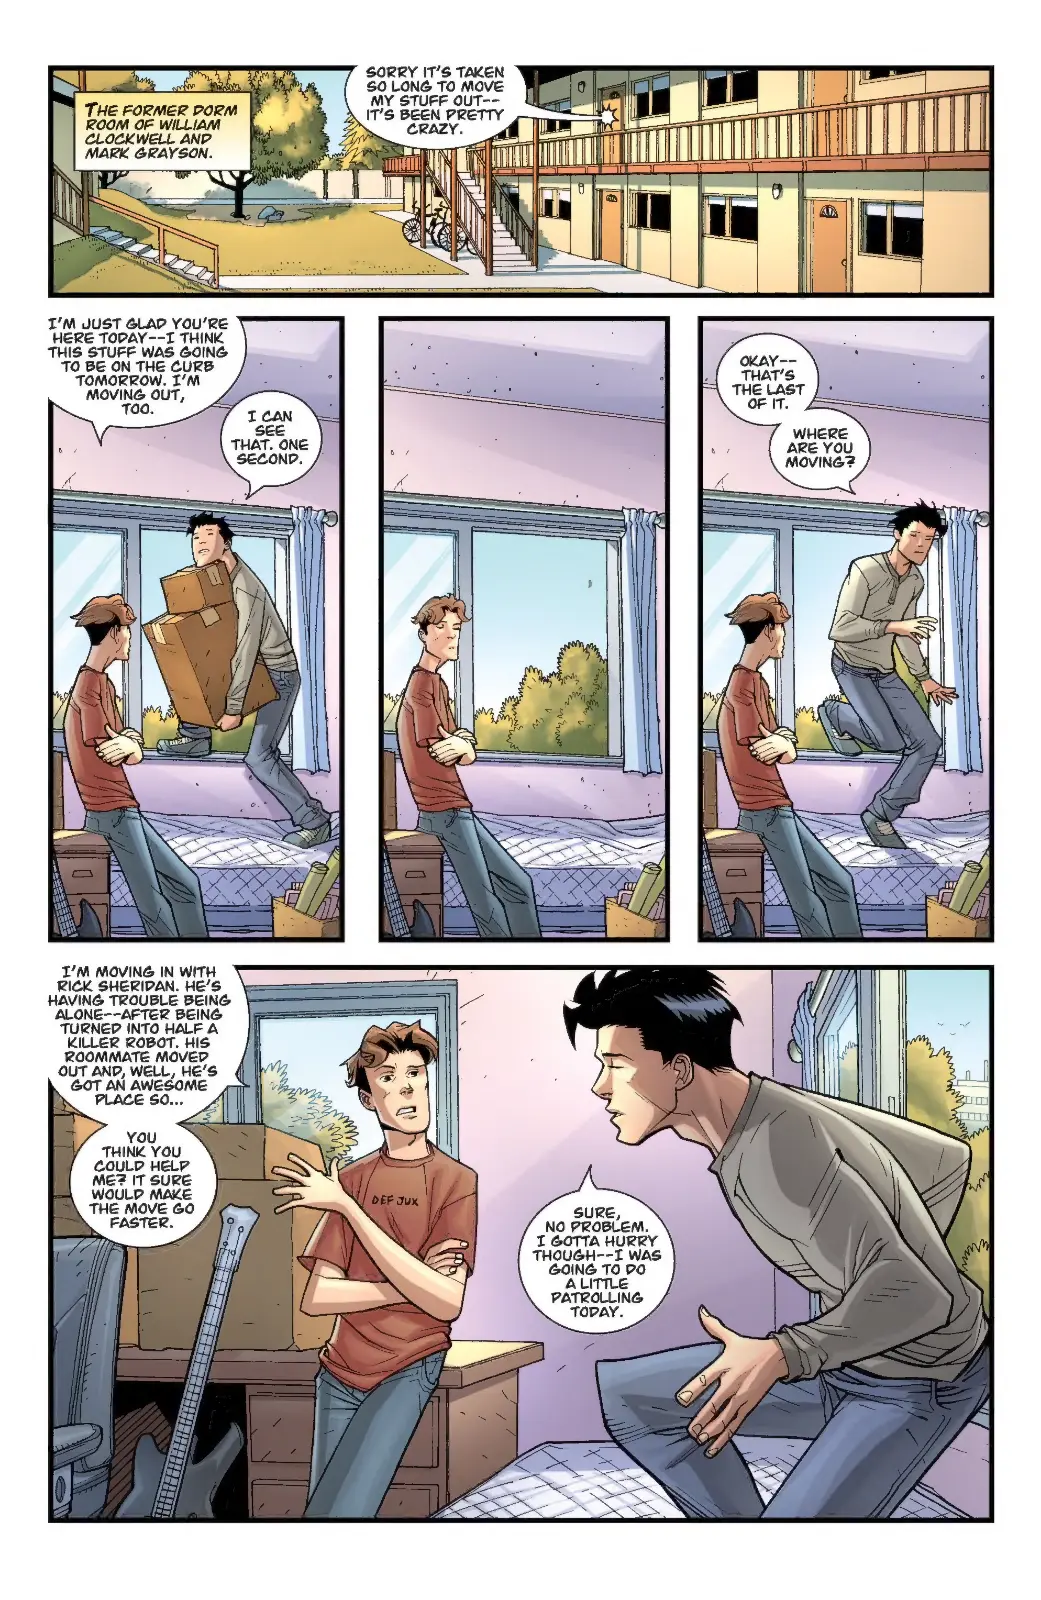 THE FORMER DORM
ROOM OF WILLIAM
CLOCKWELL AND
MARK GRAYSON.
SORRY IT'S TAKEN
SO LONG TO MOVE
MY STUFF OUT--
IT'S BEEN PRETTY
CRAZY.
I'M JUST GLAD YOU'RE
HERE TODAY--I THINK
THIS STUFF WAS GOING
TO BE ON THE CURB
TOMORROW. I'M
MOVING OUT,
TOO.
I CAN
SEE
THAT. ONE
SECOND.
OKAY--
THAT'S
THE LAST
OF IT.
WHERE
ARE YOU
MOVING?
I'M MOVING IN WITH
RICK SHERIDAN. HE'S
HAVING TROUBLE BEING
ALONE--AFTER BEING
TURNED INTO HALF A
KILLER ROBOT. HIS
ROOMMATE MOVED
OUT AND, WELL, HE'S
GOT AN AWESOME
PLACE SO...
YOU
THINK YOU
COULD HELP
ME? IT SURE
WOULD MAKE
THE MOVE GO
FASTER.
DEF JUX
SURE,
NO PROBLEM.
I GOTTA HURRY
THOUGH--I WAS
GOING TO DO
A LITTLE
PATROLLING
TODAY.